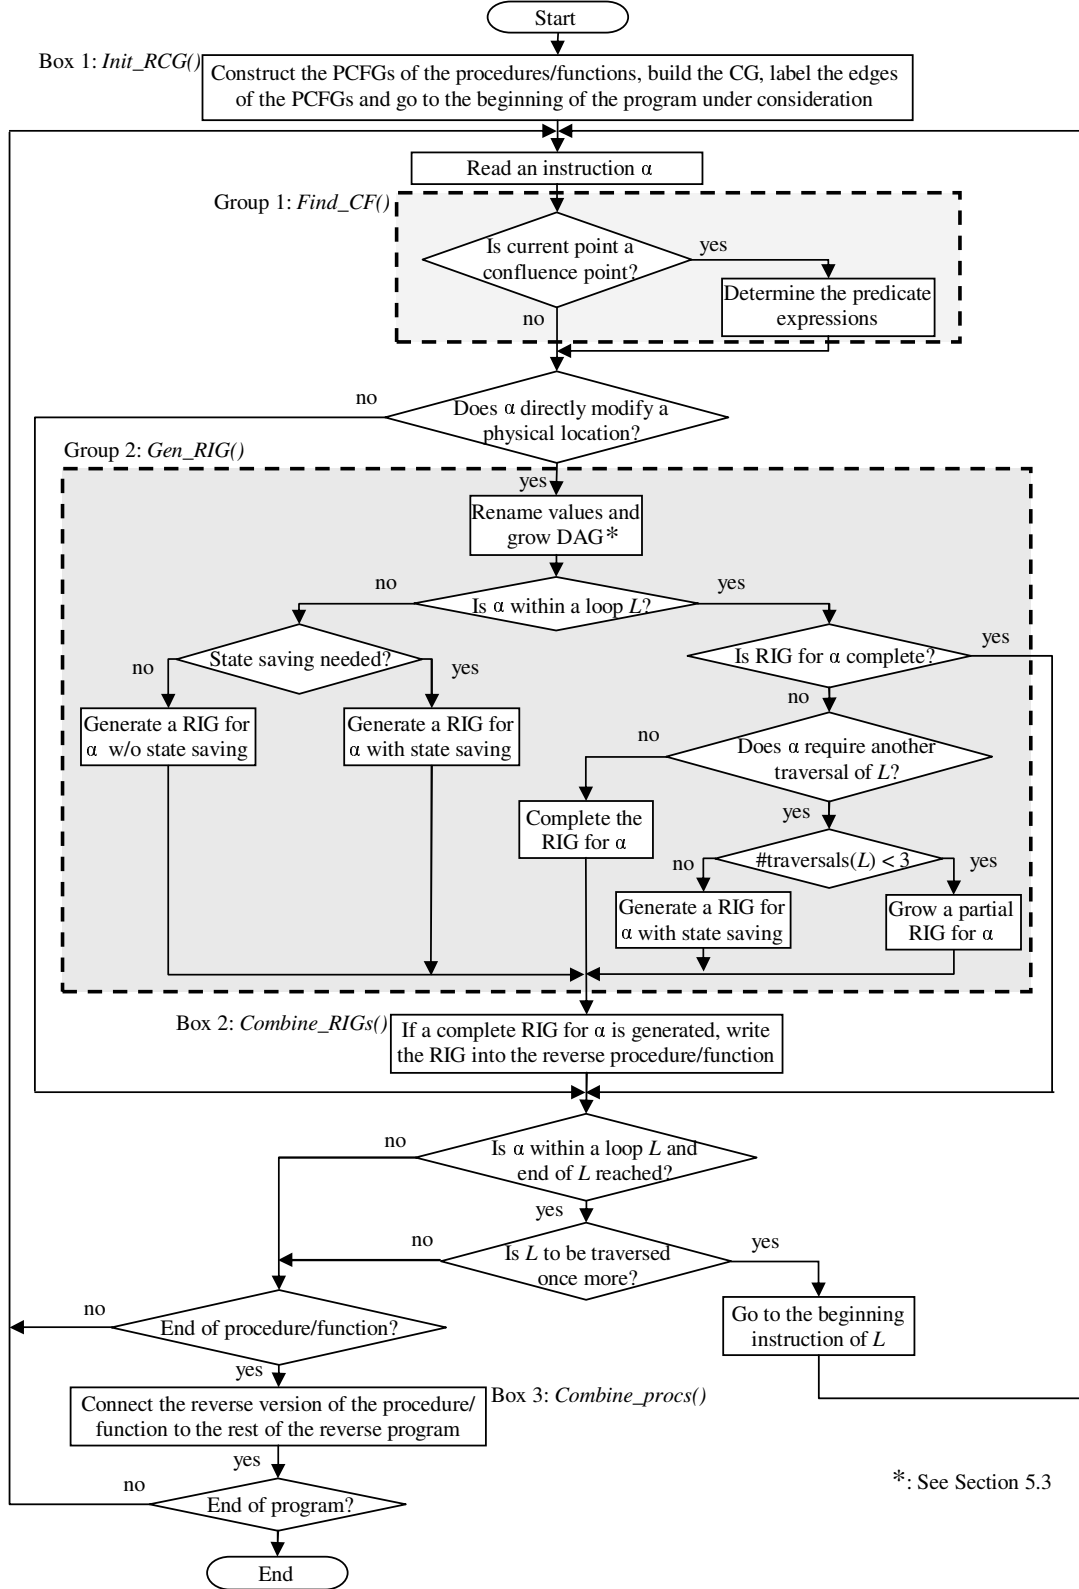 Start
Box 1: Init_RCG()
Construct the PCFGs of the procedures/functions, build the CG, label the edges
of the PCFGs and go to the beginning of the program under consideration
Read an instruction α
Group 1: Find_CF()
Is current point a
confluence point?
yes
Determine the predicate
expressions
no
no
Does α directly modify a
physical location?
Group 2: Gen_RIG()
yes
Rename values and
grow DAG*
no
yes
Is α within a loop L?
no
State saving needed?
yes
Is RIG for α complete?
yes
no
Generate a RIG for
α w/o state saving
Generate a RIG for
α with state saving
no
Does α require another
traversal of L?
Complete the
RIG for α
yes
no
#traversals(L) < 3
yes
Generate a RIG for
α with state saving
Grow a partial
RIG for α
Box 2: Combine_RIGs()
If a complete RIG for α is generated, write
the RIG into the reverse procedure/function
no
Is α within a loop L and
end of L reached?
yes
no
Is L to be traversed
once more?
yes
Go to the beginning
instruction of L
no
End of procedure/function?
yes
Connect the reverse version of the procedure/
function to the rest of the reverse program
Box 3: Combine_procs()
yes
no
End of program?
*: See Section 5.3
End